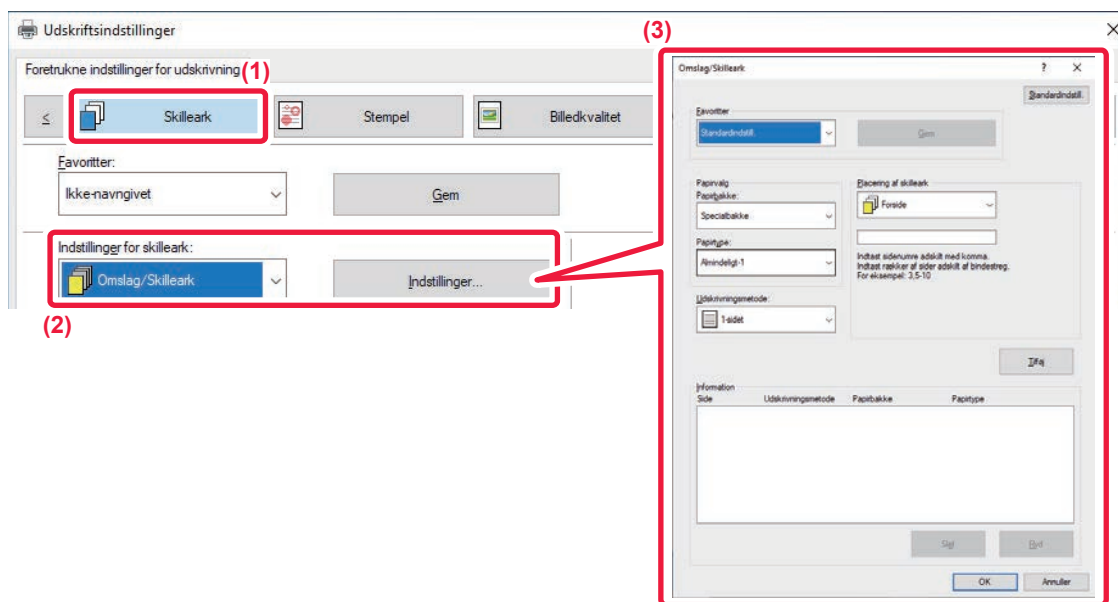 Udskriftsindstillinger
(3)
Foretrukne indstillinger for udskrivning
(1)
<
Skilleark
Stempel
Billedkvalitet
Favoritter:
Ikke-navngivet
Gem
Indstillinger for skilleark:
Omslag/Skilleark
Indstillinger...
(2)
Omslag/Skilleark
?
Standardindstill.
Favoritter
Standardindstill.
Gem
Papirvalg
Papirbakke:
Specialbakke
Papirtype:
Almindeligt-1
Udskrivningsmetode:
1-sidet
Placering af skilleark
Forside
Indtast sidenumre adskilt med komma.
Indtast rækker af sider adskilt af bindestreg.
For eksempel: 3,5-10
Tilføj
Information
Side Udskrivningsmetode Papirbakke Papirtype
Slet Ryd
OK Annuller